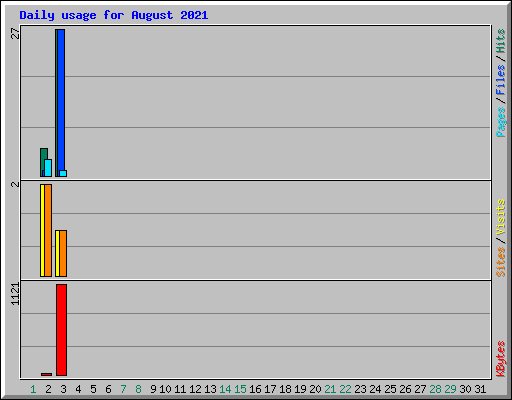 Daily usage for August 2021
27
Pages / Files / Hits
2
Sites / Visits
1121
KBytes
1 2 3 4 5 6 7 8 9 10 11 12 13 14 15 16 17 18 19 20 21 22 23 24 25 26 27 28 29 30 31